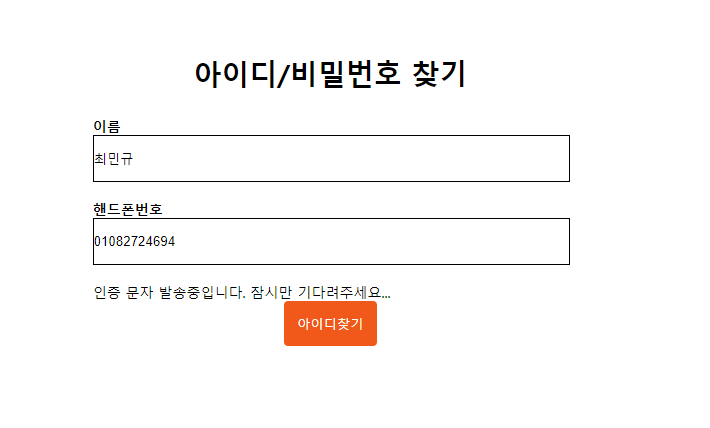 아이디/비밀번호 찾기
이름
최민규
핸드폰번호
01082724694
인증 문자 발송중입니다. 잠시만 기다려주세요...
아이디찾기